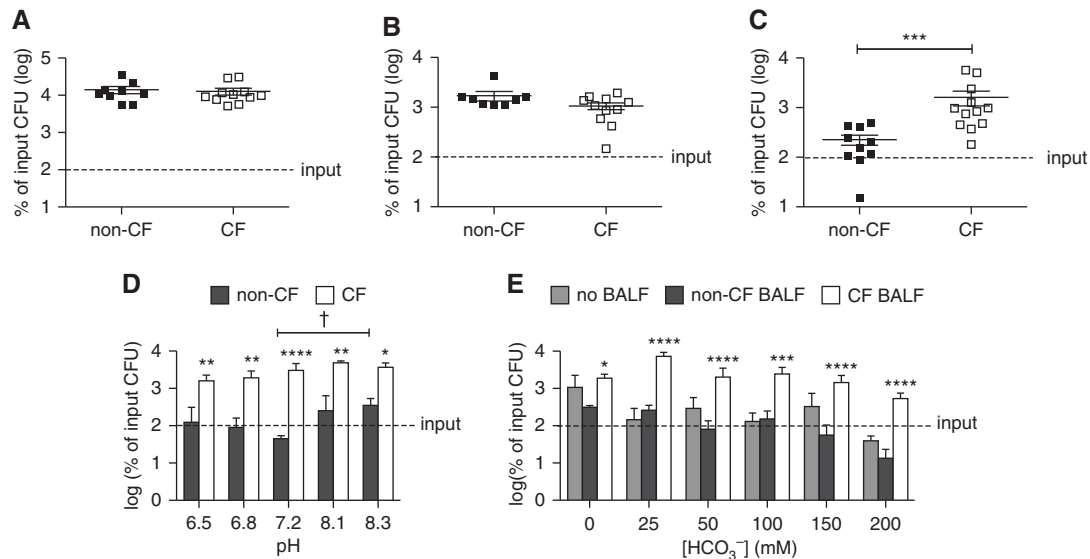 A
% of input CFU (log)
5
4
3
2
1
input
non-CF
CF
B
% of input CFU (log)
4
3
2
1
input
non-CF
CF
C
% of input CFU (log)
4
3
2
1
***
input
non-CF
CF
D
non-CF
CF
†
log (% of input CFU)
4
3
2
1
0
**
**
****
**
*
input
6.5
6.8
7.2
8.1
8.3
pH
E
no BALF
non-CF BALF
CF BALF
log(% of input CFU)
4
3
2
1
0
*
****
****
***
****
****
input
0
25
50
100
150
200
[HCO₃⁻] (mM)